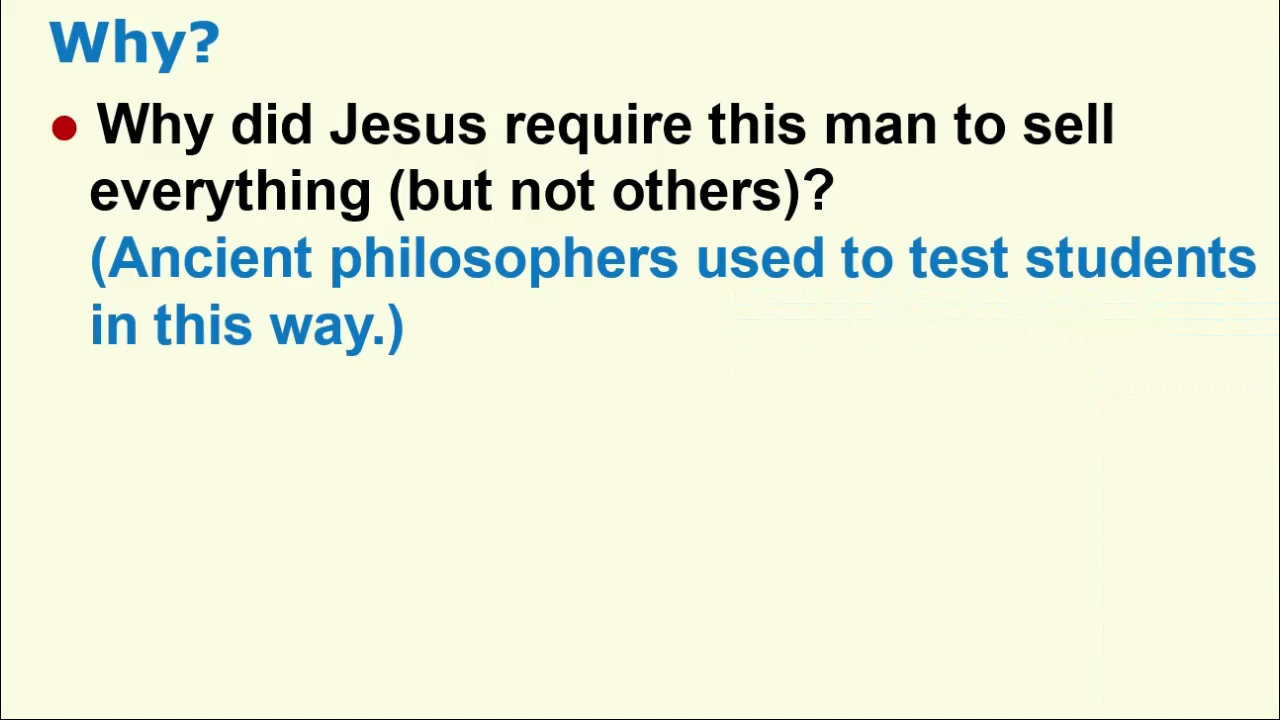 Why?
● Why did Jesus require this man to sell
everything (but not others)?
(Ancient philosophers used to test students
in this way.)